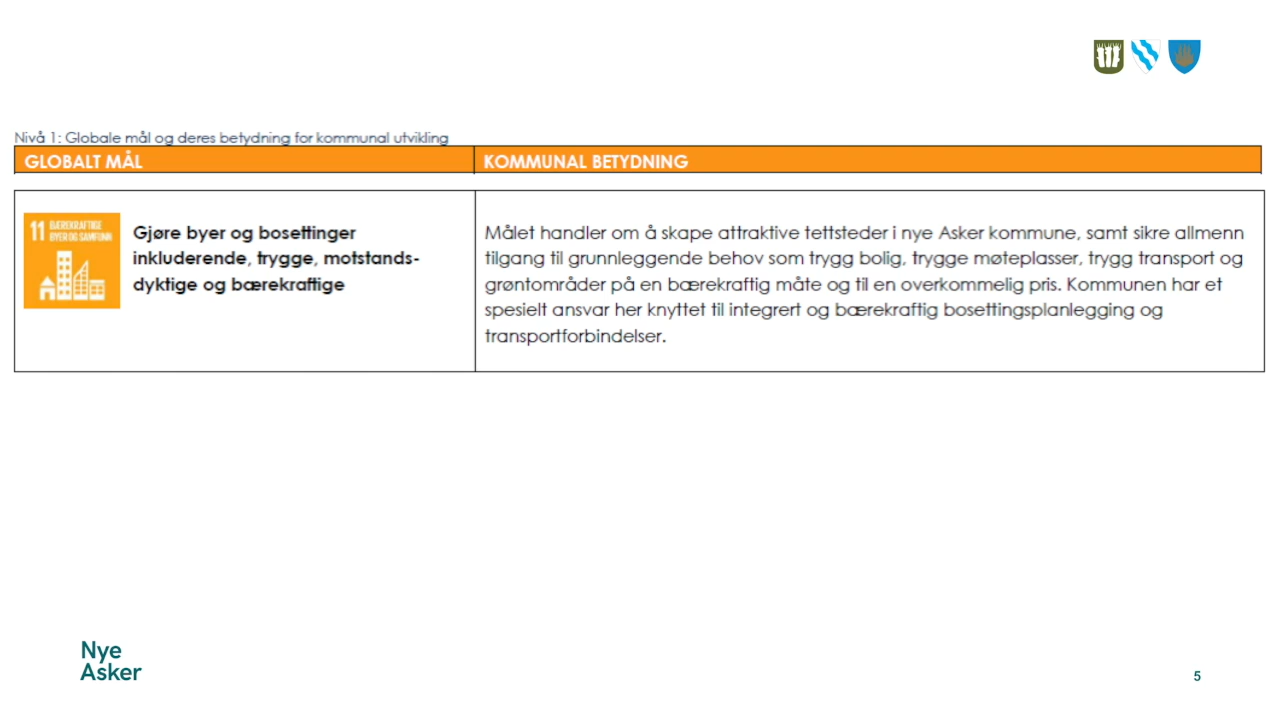 Nivå 1: Globale mål og deres betydning for kommunal utvikling
GLOBALT MÅL
KOMMUNAL BETYDNING
11 BÆREKRAFTIGE
BYER OG SAMFUNN
Gjøre byer og bosettinger
inkluderende, trygge, motstands-
dyktige og bærekraftige
Målet handler om å skape attraktive tettsteder i nye Asker kommune, samt sikre allmenn
tilgang til grunnleggende behov som trygg bolig, trygge møteplasser, trygg transport og
grøntområder på en bærekraftig måte og til en overkommelig pris. Kommunen har et
spesielt ansvar her knyttet til integrert og bærekraftig bosettingsplanlegging og
transportforbindelser.
Nye
Asker
5